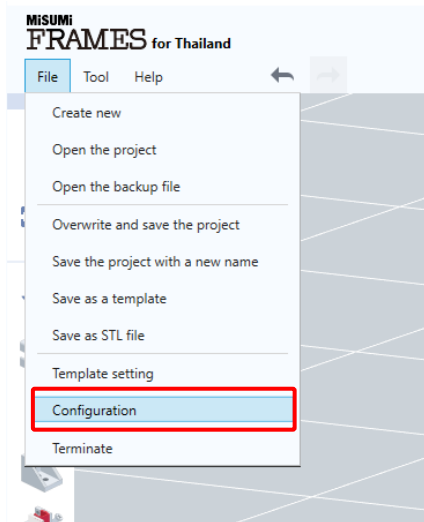 MiSUMi
FRAMES for Thailand
File Tool Help
Create new
Open the project
Open the backup file
Overwrite and save the project
Save the project with a new name
Save as a template
Save as STL file
Template setting
Configuration
Terminate